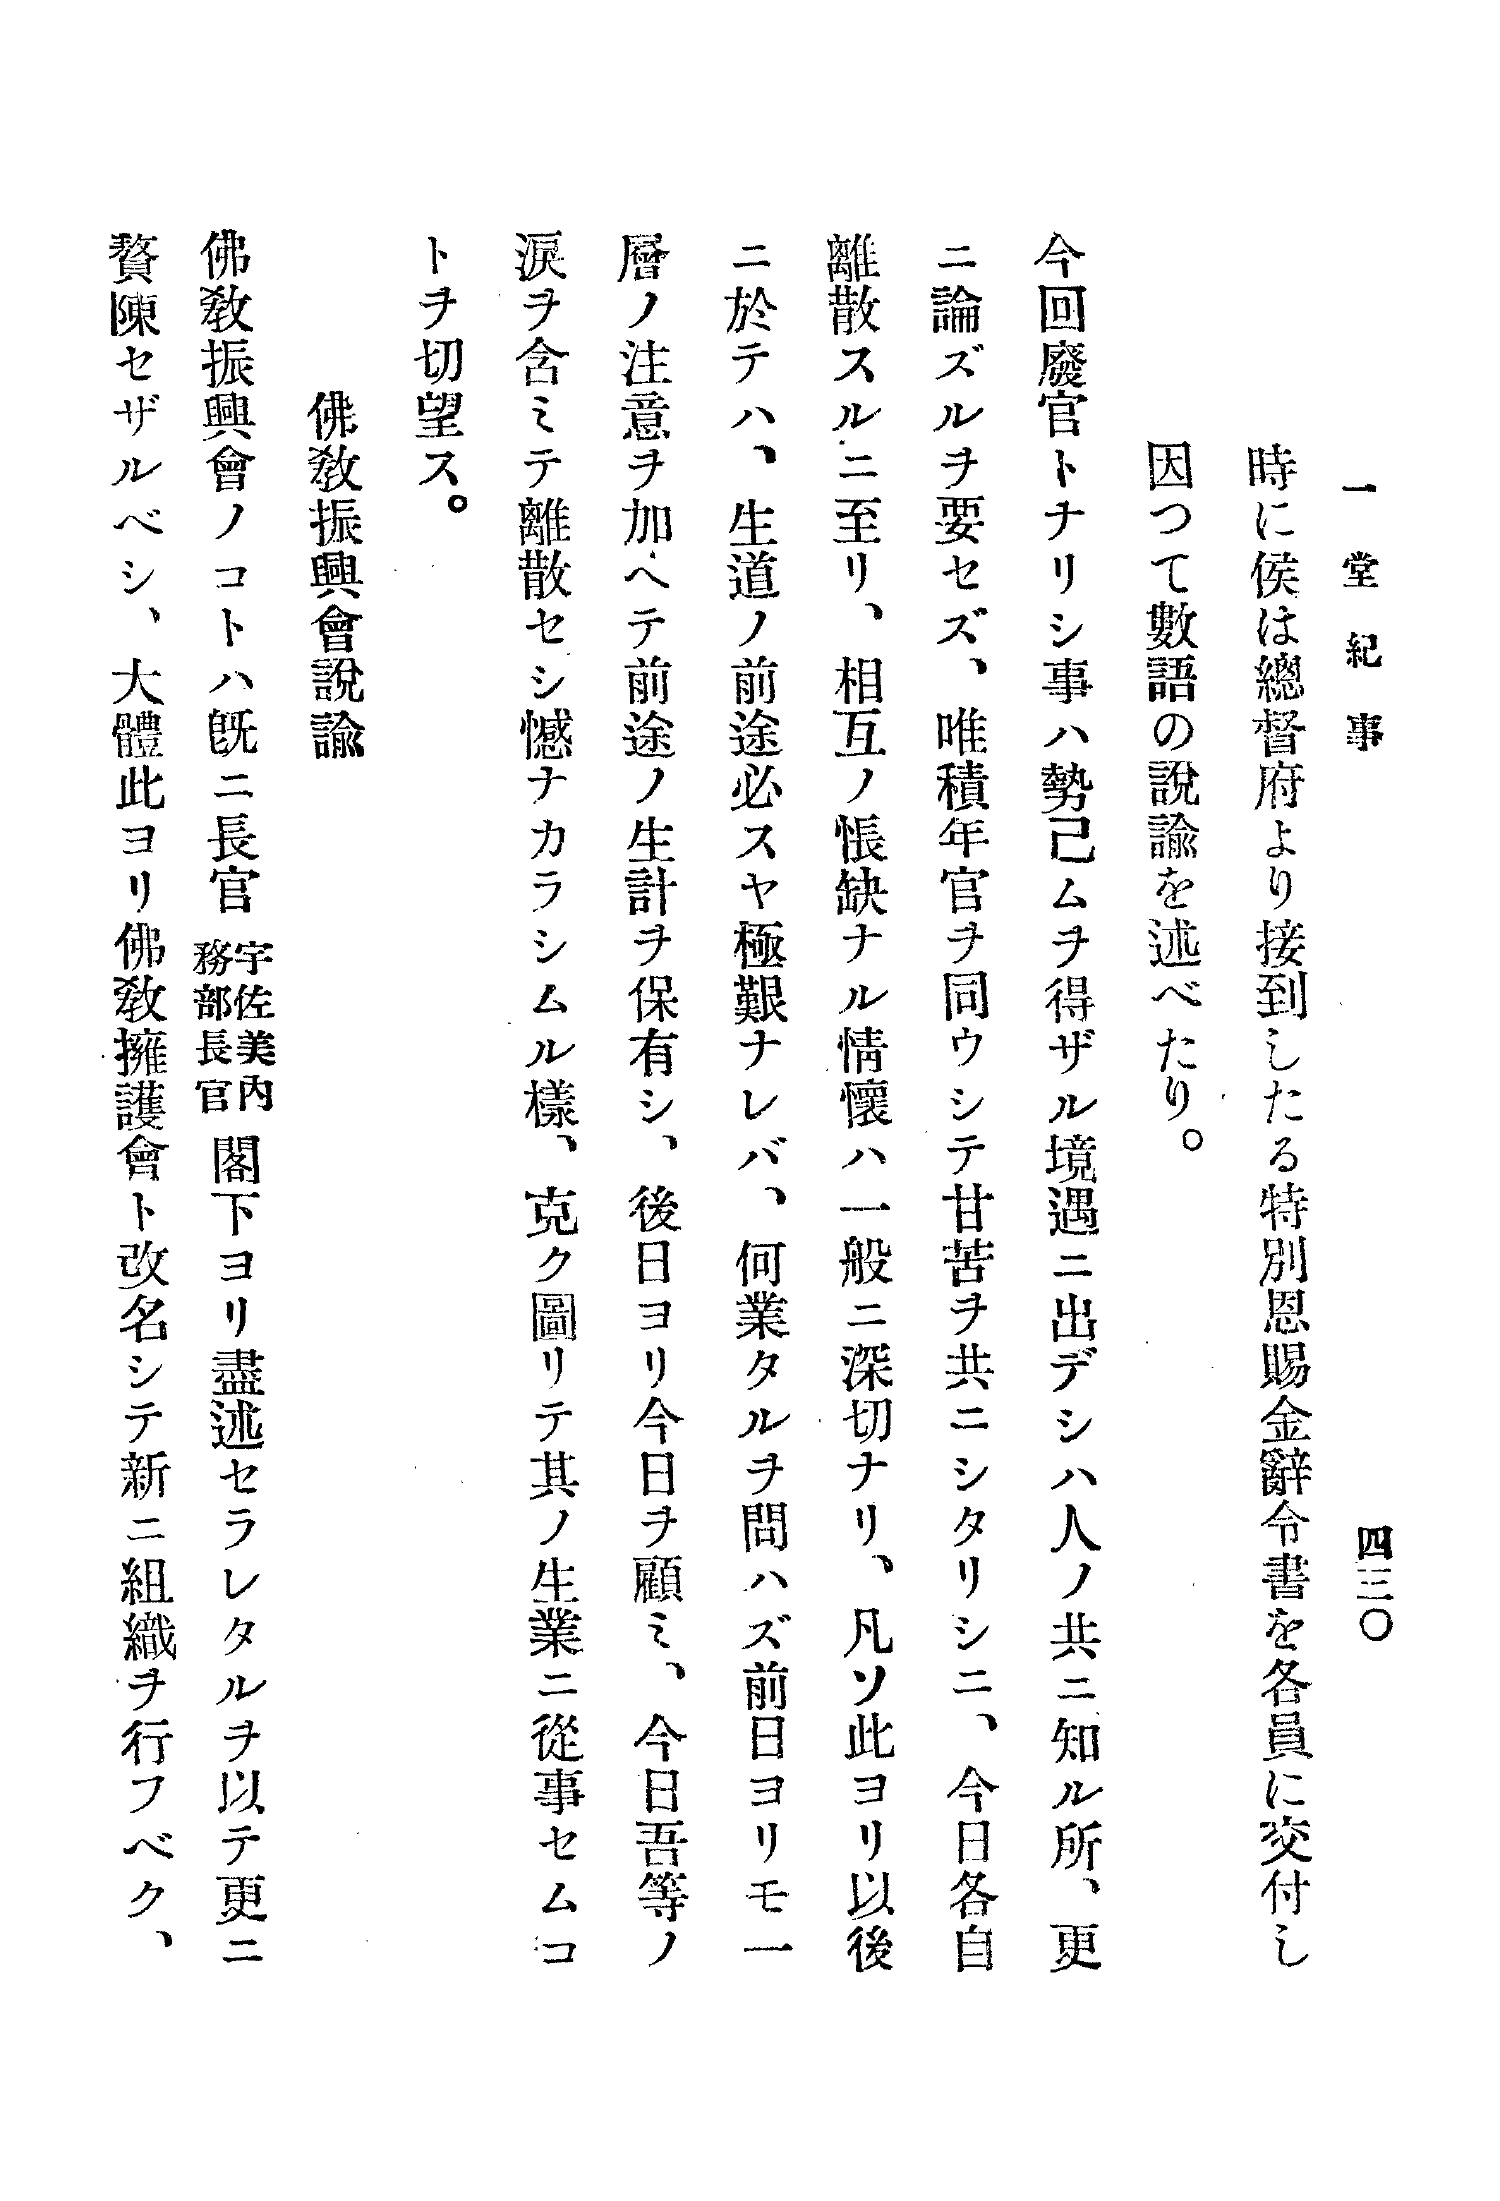 一堂紀事
四三〇
時に侯は總督府より接到したる特別恩賜金辭令書を各員に交付し
因つて數語の說諭を述べたり。
今回廢官トナリシ事ハ勢已ムヲ得ザル境遇ニ出デシハ人ノ共ニ知ル所、更
ニ論ズルヲ要セズ、唯積年官ヲ同ウシテ甘苦ヲ共ニシタリシニ、今日各自
離散スルニ至リ、相互ノ悵缺ナル情懷ハ一般ニ深切ナリ、凡ソ此ヨリ以後
ニ於テハ、生道ノ前途必スヤ極艱ナレバ、何業タルヲ問ハズ前日ヨリモ一
層ノ注意ヲ加ヘテ前途ノ生計ヲ保有シ、後日ヨリ今日ヲ顧ミ、今日吾等ノ
淚ヲ含ミテ離散セシ憾ナカラシムル樣、克ク圖リテ其ノ生業ニ從事セムコ
トヲ切望ス。
佛敎振興會說諭
佛敎振興會ノコトハ旣ニ長官宇佐美內務部長官閣下ヨリ盡述セラレタルヲ以テ更ニ
贅陳セザルベシ、大體此ヨリ佛敎擁護會ト改名シテ新ニ組織ヲ行フベク、